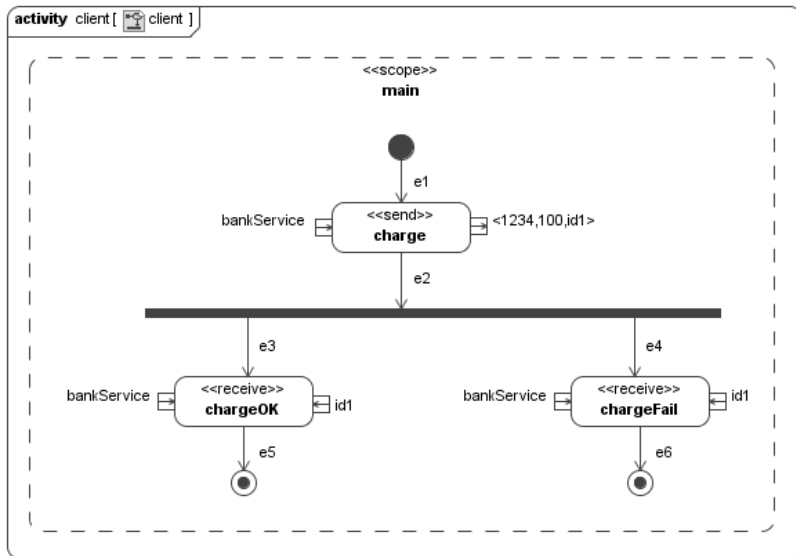 activity client [ client ]
<<scope>>
main
e1
bankService
<<send>>
charge
<1234,100,id1>
e2
e3
e4
bankService
<<receive>>
chargeOK
id1
bankService
<<receive>>
chargeFail
id1
e5
e6